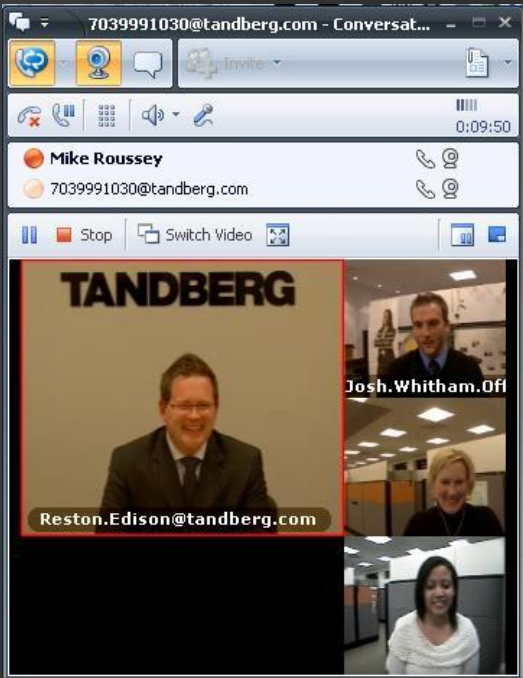 7039991030@tandberg.com - Conversat...
Invite
0:09:50
Mike Roussey
7039991030@tandberg.com
Stop
Switch Video
TANDBERG
Josh.Whitham.Off
Reston.Edison@tandberg.com